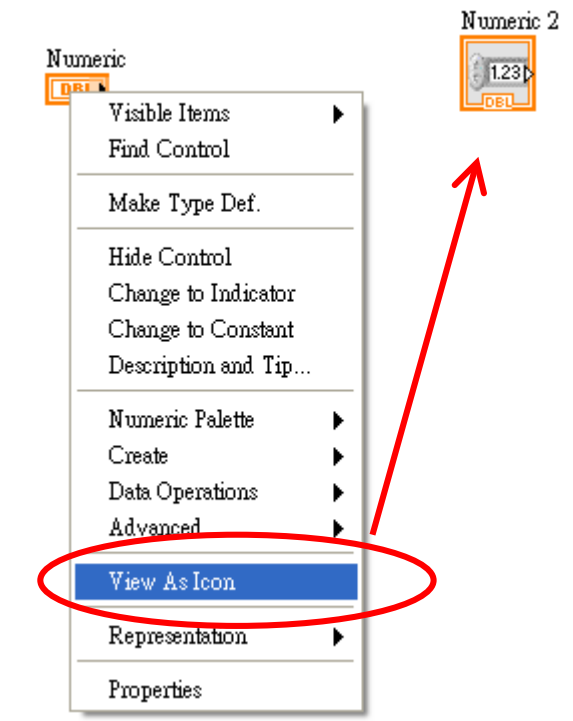 Numeric 2
1.23
DBL
Numeric
DBL
Visible Items
Find Control
Make Type Def.
Hide Control
Change to Indicator
Change to Constant
Description and Tip...
Numeric Palette
Create
Data Operations
Advanced
View As Icon
Representation
Properties